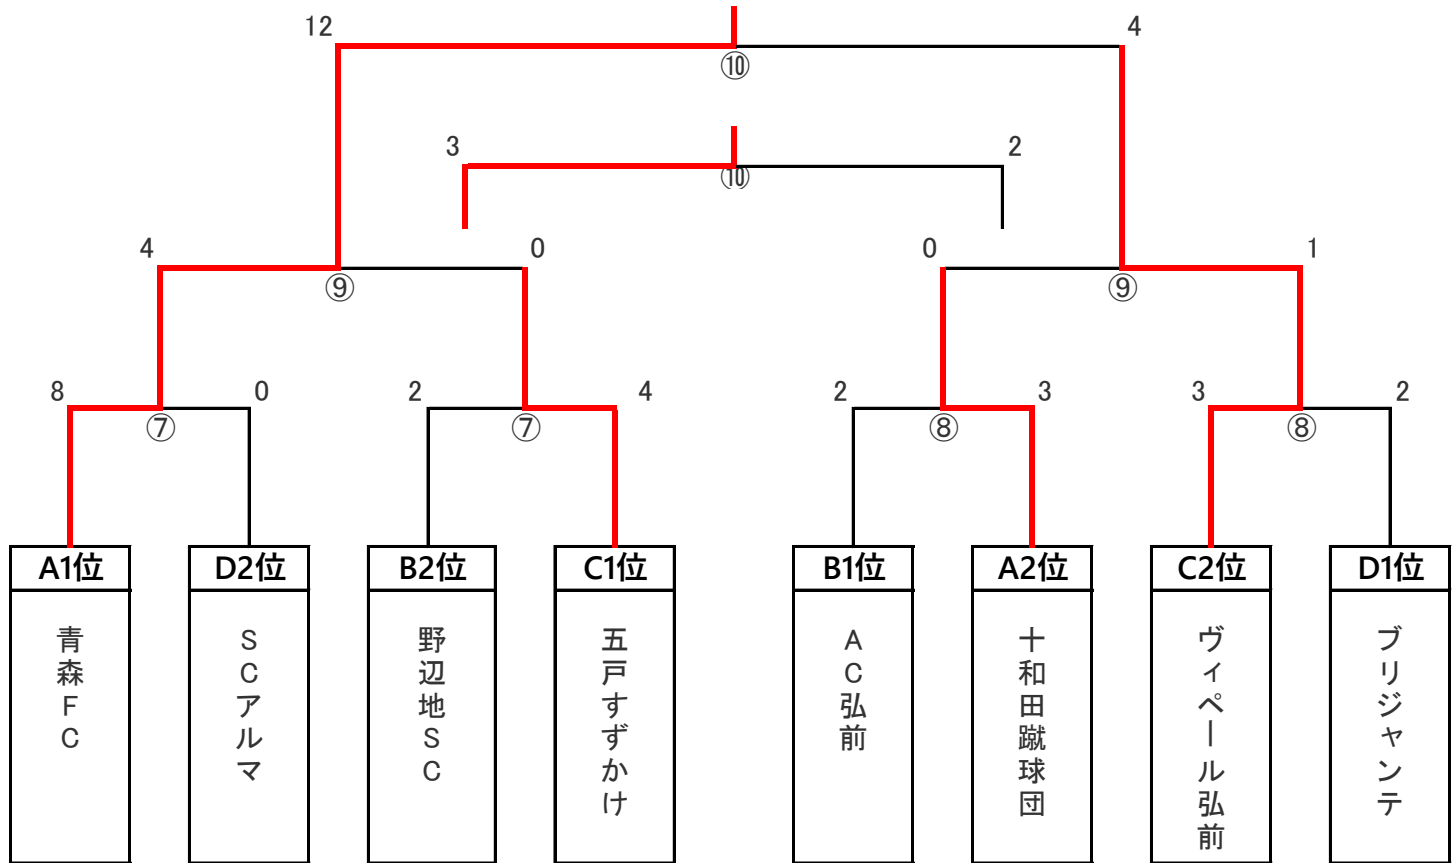 12 4
⑩
3 2
⑩
4 0 0 1
⑨ ⑨
8 0 2 4 2 3 3 2
⑦ ⑦ ⑧ ⑧
A1位 D2位 B2位 C1位 B1位 A2位 C2位 D1位
青森FC
SCアルマ
野辺地SC
五戸すずかけ
AC弘前
十和田蹴球団
ヴィペール弘前
ブリジャンテ